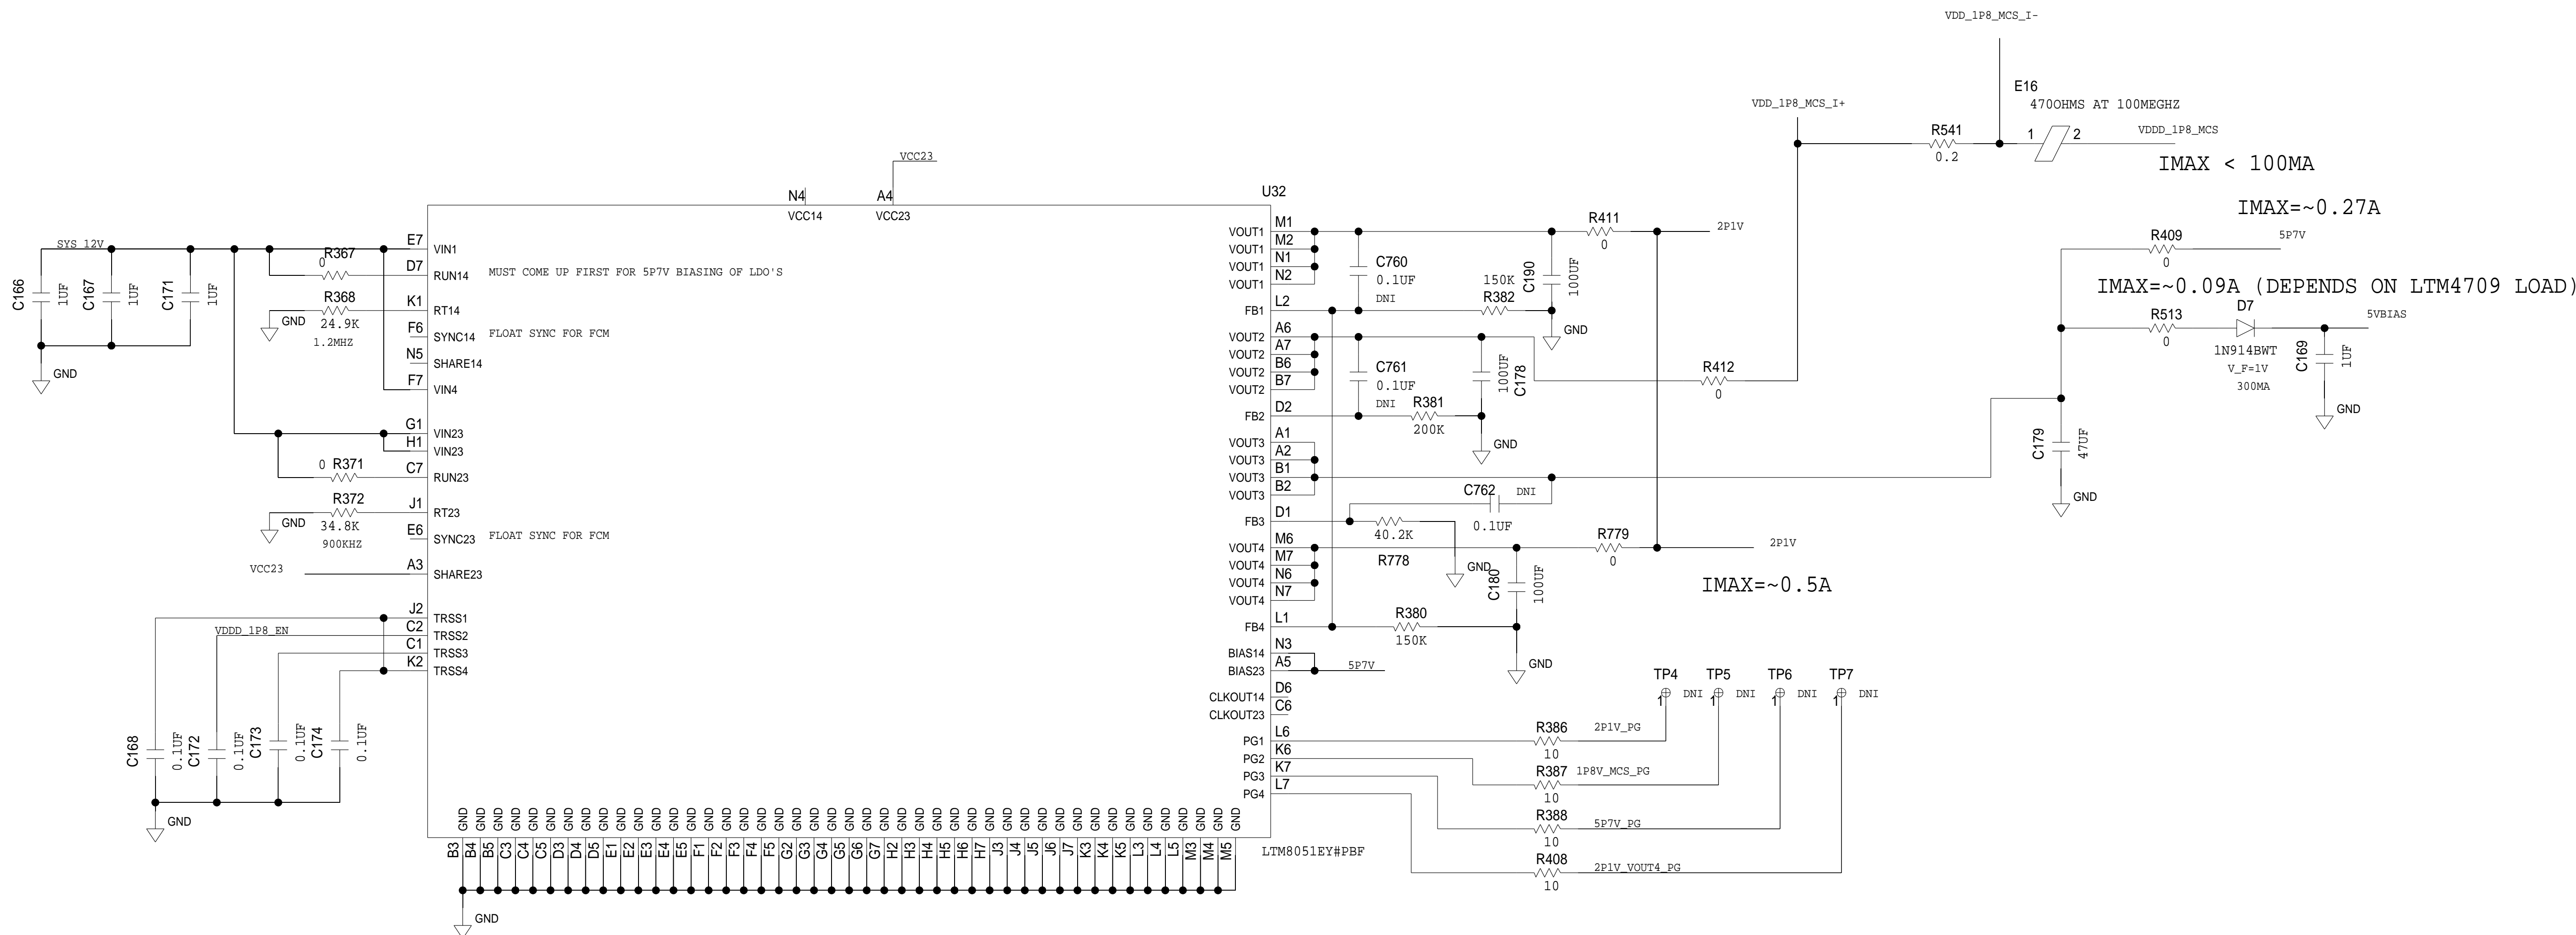 VDD_1P8_MCS_I-
E16
470OHMS AT 100MEGHZ
VDD_1P8_MCS_I+
R541
0.2
1
2
VDDD_1P8_MCS
IMAX < 100MA
IMAX=~0.27A
VCC23
N4
A4
VCC14
VCC23
U32
SYS 12V
E7
VIN1
R367
0
D7
RUN14
MUST COME UP FIRST FOR 5P7V BIASING OF LDO'S
C166
1UF
C167
1UF
C171
1UF
R368
24.9K
1.2MHZ
GND
K1
RT14
F6
SYNC14
FLOAT SYNC FOR FCM
N5
SHARE14
F7
VIN4
GND
G1
VIN23
H1
VIN23
0 R371
C7
RUN23
R372
34.8K
900KHZ
GND
J1
RT23
E6
SYNC23
FLOAT SYNC FOR FCM
VCC23
A3
SHARE23
J2
TRSS1
VDDD_1P8_EN
C2
TRSS2
C1
TRSS3
K2
TRSS4
C168
0.1UF
C172
0.1UF
C173
0.1UF
C174
0.1UF
GND
VOUT1
M1
VOUT1
M2
VOUT1
N1
VOUT1
N2
FB1
L2
VOUT2
A6
VOUT2
A7
VOUT2
B6
VOUT2
B7
FB2
D2
VOUT3
A1
VOUT3
A2
VOUT3
B1
VOUT3
B2
FB3
D1
VOUT4
M6
VOUT4
M7
VOUT4
N6
VOUT4
N7
FB4
L1
BIAS14
N3
BIAS23
A5
5P7V
CLKOUT14
D6
CLKOUT23
C6
PG1
L6
PG2
K6
PG3
K7
PG4
L7
C760
0.1UF
DNI
150K
R382
C190
100UF
GND
R411
0
2P1V
C761
0.1UF
DNI
R381
200K
100UF
C178
GND
R412
0
C762
DNI
0.1UF
40.2K
R778
GND
R779
0
2P1V
C180
100UF
IMAX=~0.5A
R380
150K
GND
R409
0
5P7V
IMAX=~0.09A (DEPENDS ON LTM4709 LOAD)
R513
0
D7
1N914BWT
V_F=1V
300MA
5VBIAS
C169
1UF
GND
C179
47UF
GND
TP4
1
DNI
TP5
1
DNI
TP6
1
DNI
TP7
1
DNI
R386
10
2P1V_PG
R387
10
1P8V_MCS_PG
R388
10
5P7V_PG
R408
10
2P1V_VOUT4_PG
GND GND GND GND GND GND GND GND GND GND GND GND GND GND GND GND GND GND GND GND GND GND GND GND GND GND GND GND GND GND GND GND GND GND GND GND GND GND GND GND GND GND GND GND GND
B3 B4 B5 C3 C4 C5 D3 D4 D5 E1 E2 E3 E4 E5 F1 F2 F3 F4 F5 G2 G3 G4 G5 G6 G7 H2 H3 H4 H5 H6 H7 J3 J4 J5 J6 J7 K3 K4 K5 L3 L4 L5 M3 M4 M5
LTM8051EY#PBF
GND